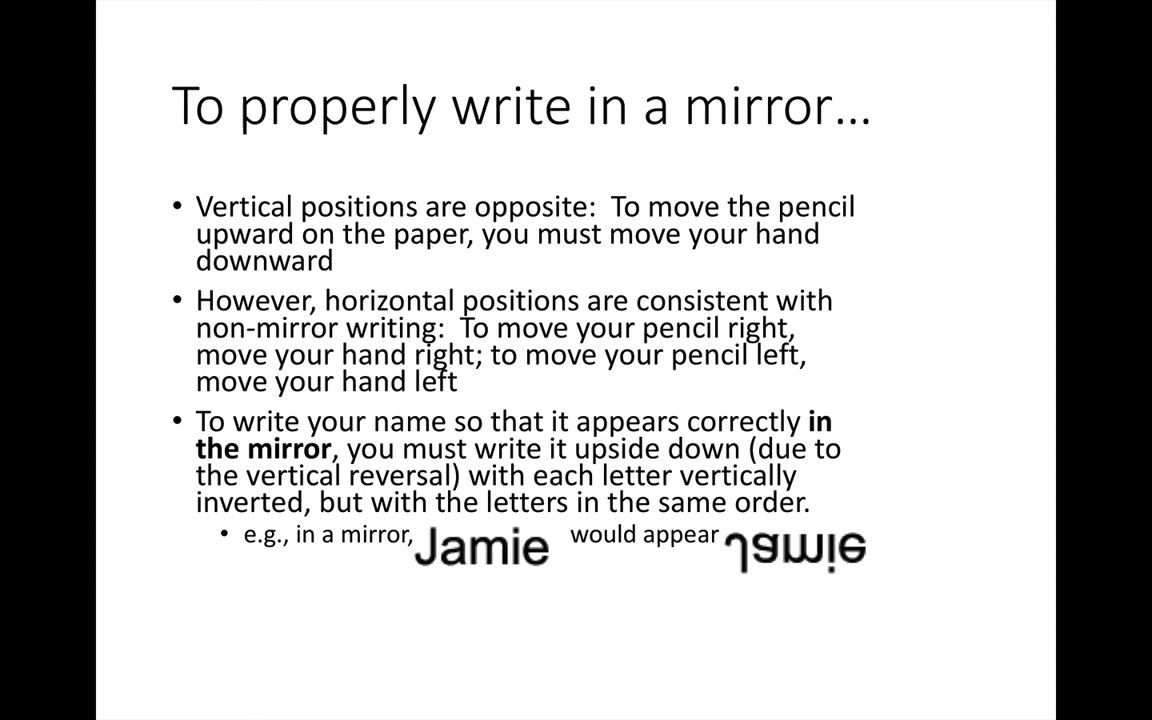 To properly write in a mirror...
• Vertical positions are opposite:  To move the pencil
upward on the paper, you must move your hand
downward
• However, horizontal positions are consistent with
non-mirror writing:  To move your pencil right,
move your hand right; to move your pencil left,
move your hand left
• To write your name so that it appears correctly in
the mirror, you must write it upside down (due to
the vertical reversal) with each letter vertically
inverted, but with the letters in the same order.
• e.g., in a mirror, Jamie would appear Jamie